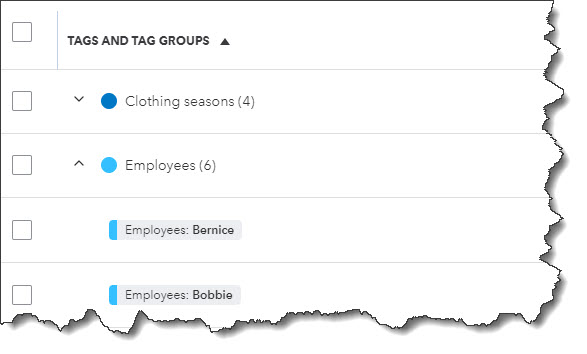 TAGS AND TAG GROUPS ▲
Clothing seasons (4)
Employees (6)
Employees: Bernice
Employees: Bobbie